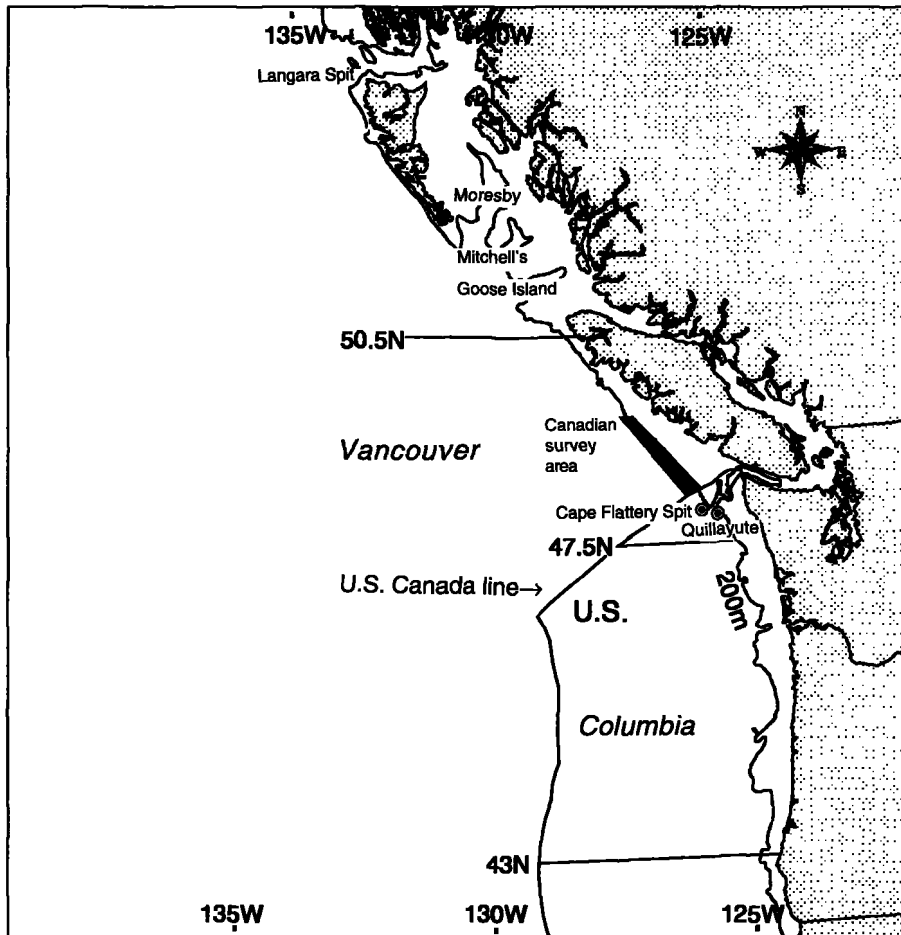 135W 130W 125W
Langara Spit
N
W E
S
Moresby
Mitchell's
Goose Island
50.5N
Canadian
survey
area
Vancouver
Cape Flattery Spit
Quillayute
47.5N
U.S. Canada line→
200m
U.S.
Columbia
43N
135W 130W 125W